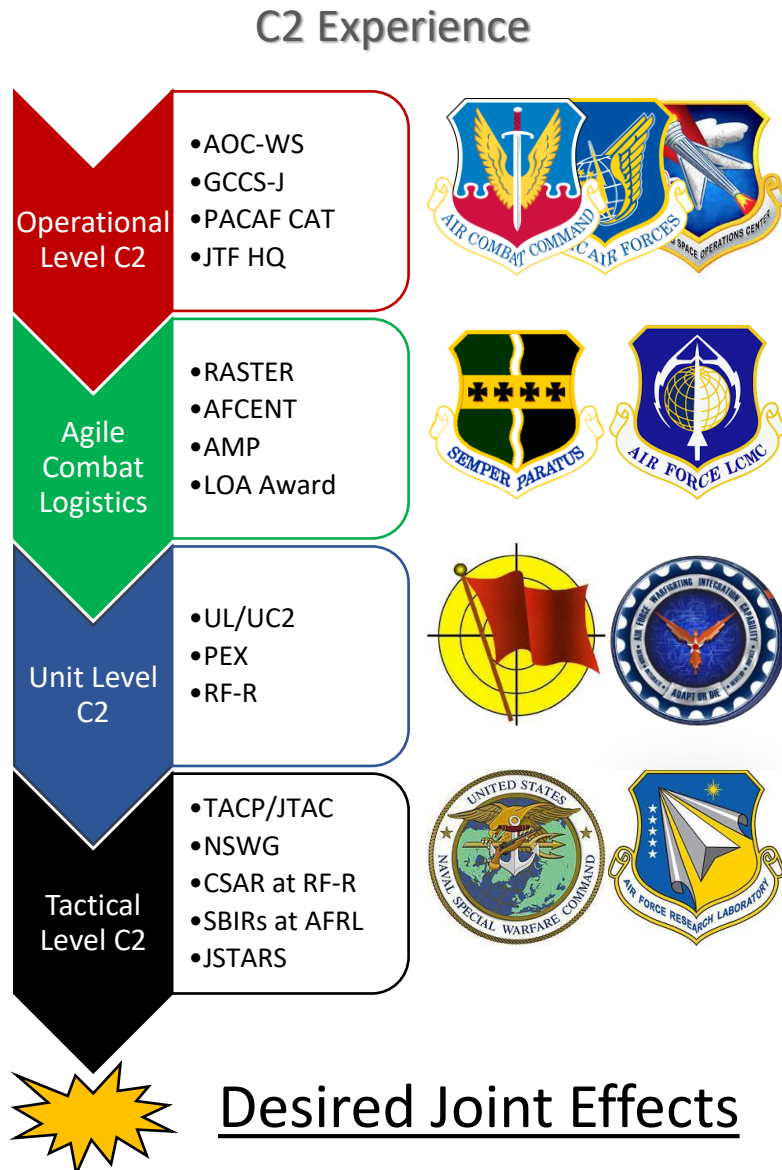 C2 Experience
Operational
Level C2
•AOC-WS
•GCCS-J
•PACAF CAT
•JTF HQ
AIR COMBAT COMMAND
IC AIR FORCES
SPACE OPERATIONS CENTER
Agile
Combat
Logistics
•RASTER
•AFCENT
•AMP
•LOA Award
SEMPER PARATUS
AIR FORCE LCMC
Unit Level
C2
•UL/UC2
•PEX
•RF-R
AIR FORCE WARFIGHTING INTEGRATION CAPABILITY
ADAPT OR DIE
Tactical
Level C2
•TACP/JTAC
•NSWG
•CSAR at RF-R
•SBIRs at AFRL
•JSTARS
UNITED STATES
NAVAL SPECIAL WARFARE COMMAND
AIR FORCE RESEARCH LABORATORY
Desired Joint Effects